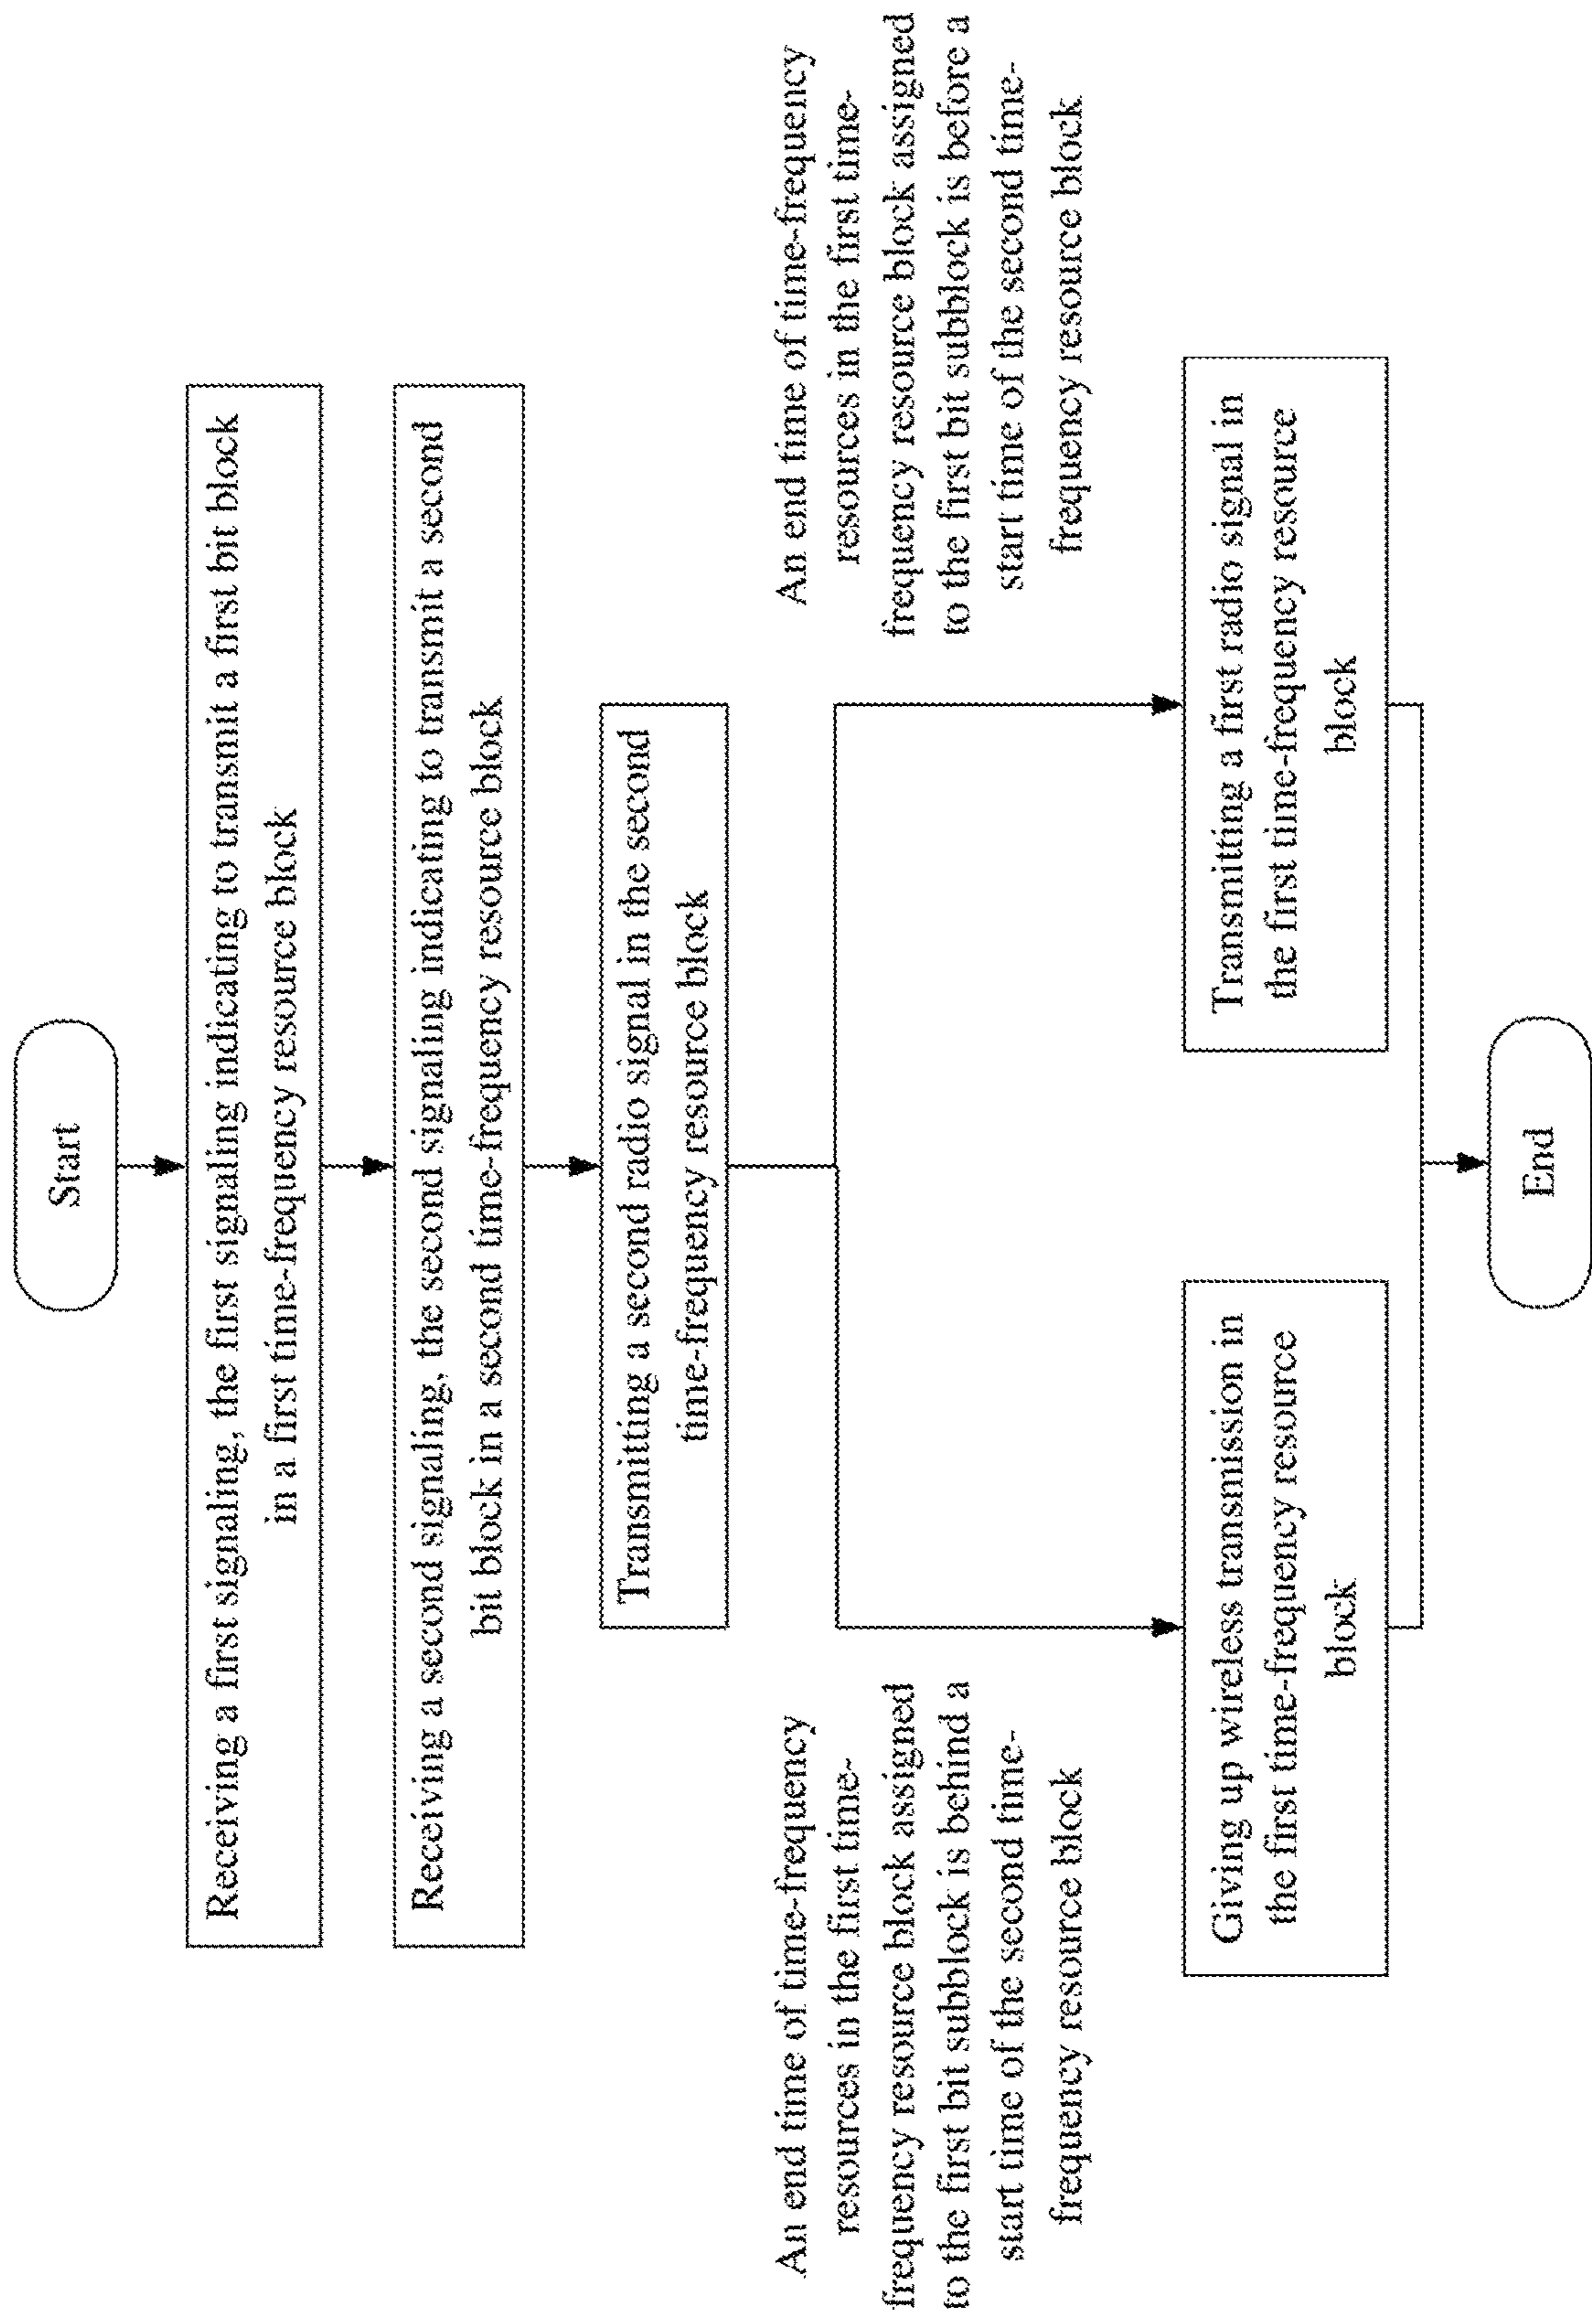 Start
Receiving a first signaling, the first signaling indicating to transmit a first bit block
in a first time-frequency resource block
Receiving a second signaling, the second signaling indicating to transmit a second
bit block in a second time-frequency resource block
Transmitting a second radio signal in the second
time-frequency resource block
An end time of time-frequency
resources in the first time-
frequency resource block assigned
to the first bit subblock is behind a
start time of the second time-
frequency resource block
An end time of time-frequency
resources in the first time-
frequency resource block assigned
to the first bit subblock is before a
start time of the second time-
frequency resource block
Giving up wireless transmission in
the first time-frequency resource
block
Transmitting a first radio signal in
the first time-frequency resource
block
End